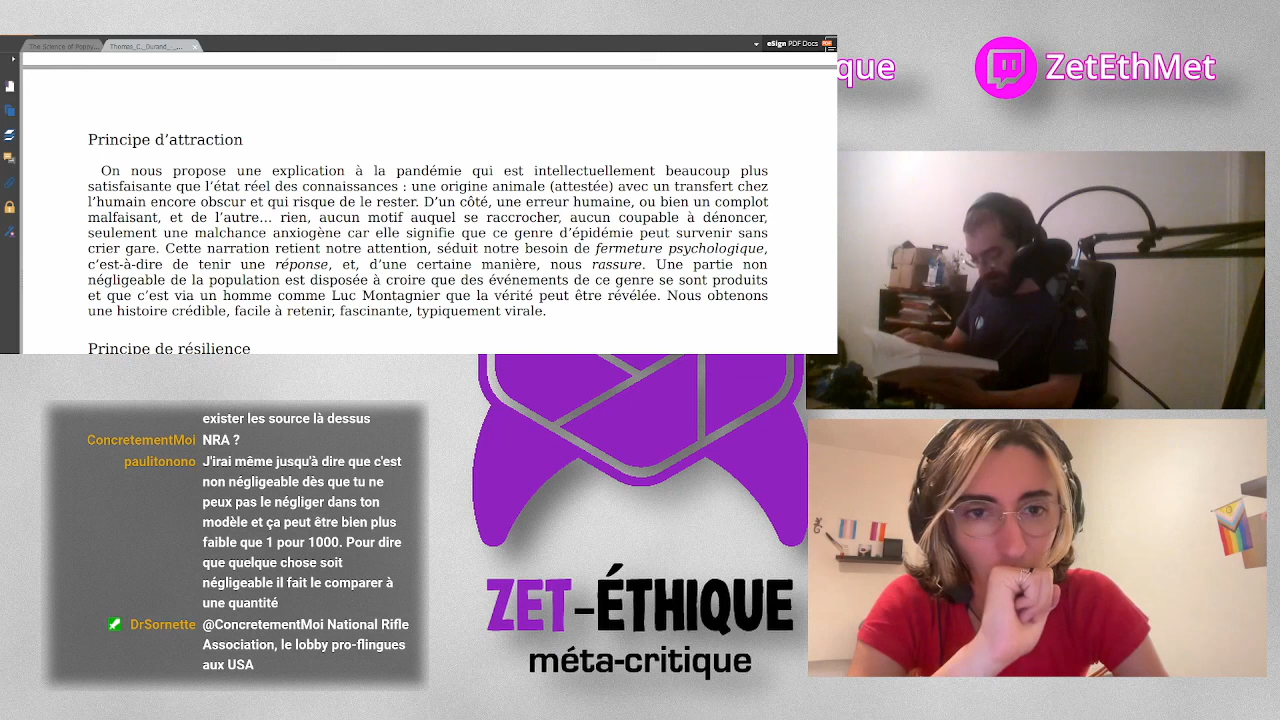 The Science of Popsy...
Thomas_C._Durand_-_...
eSign PDF Docs
que
ZetEthMet
Principe d’attraction
On nous propose une explication à la pandémie qui est intellectuellement beaucoup plus
satisfaisante que l’état réel des connaissances : une origine animale (attestée) avec un transfert chez
l’humain encore obscur et qui risque de le rester. D’un côté, une erreur humaine, ou bien un complot
malfaisant, et de l’autre… rien, aucun motif auquel se raccrocher, aucun coupable à dénoncer,
seulement une malchance anxiogène car elle signifie que ce genre d’épidémie peut survenir sans
crier gare. Cette narration retient notre attention, séduit notre besoin de fermeture psychologique,
c’est-à-dire de tenir une réponse, et, d’une certaine manière, nous rassure. Une partie non
négligeable de la population est disposée à croire que des événements de ce genre se sont produits
et que c’est via un homme comme Luc Montagnier que la vérité peut être révélée. Nous obtenons
une histoire crédible, facile à retenir, fascinante, typiquement virale.
Principe de résilience
exister les source là dessus
ConcretementMoi NRA ?
paulitonono J'irai même jusqu'à dire que c'est
non négligeable dès que tu ne
peux pas le négliger dans ton
modèle et ça peut être bien plus
faible que 1 pour 1000. Pour dire
que quelque chose soit
négligeable il fait le comparer à
une quantité
DrSornette @ConcretementMoi National Rifle
Association, le lobby pro-flingues
aux USA
ZET-ÉTHIQUE
méta-critique